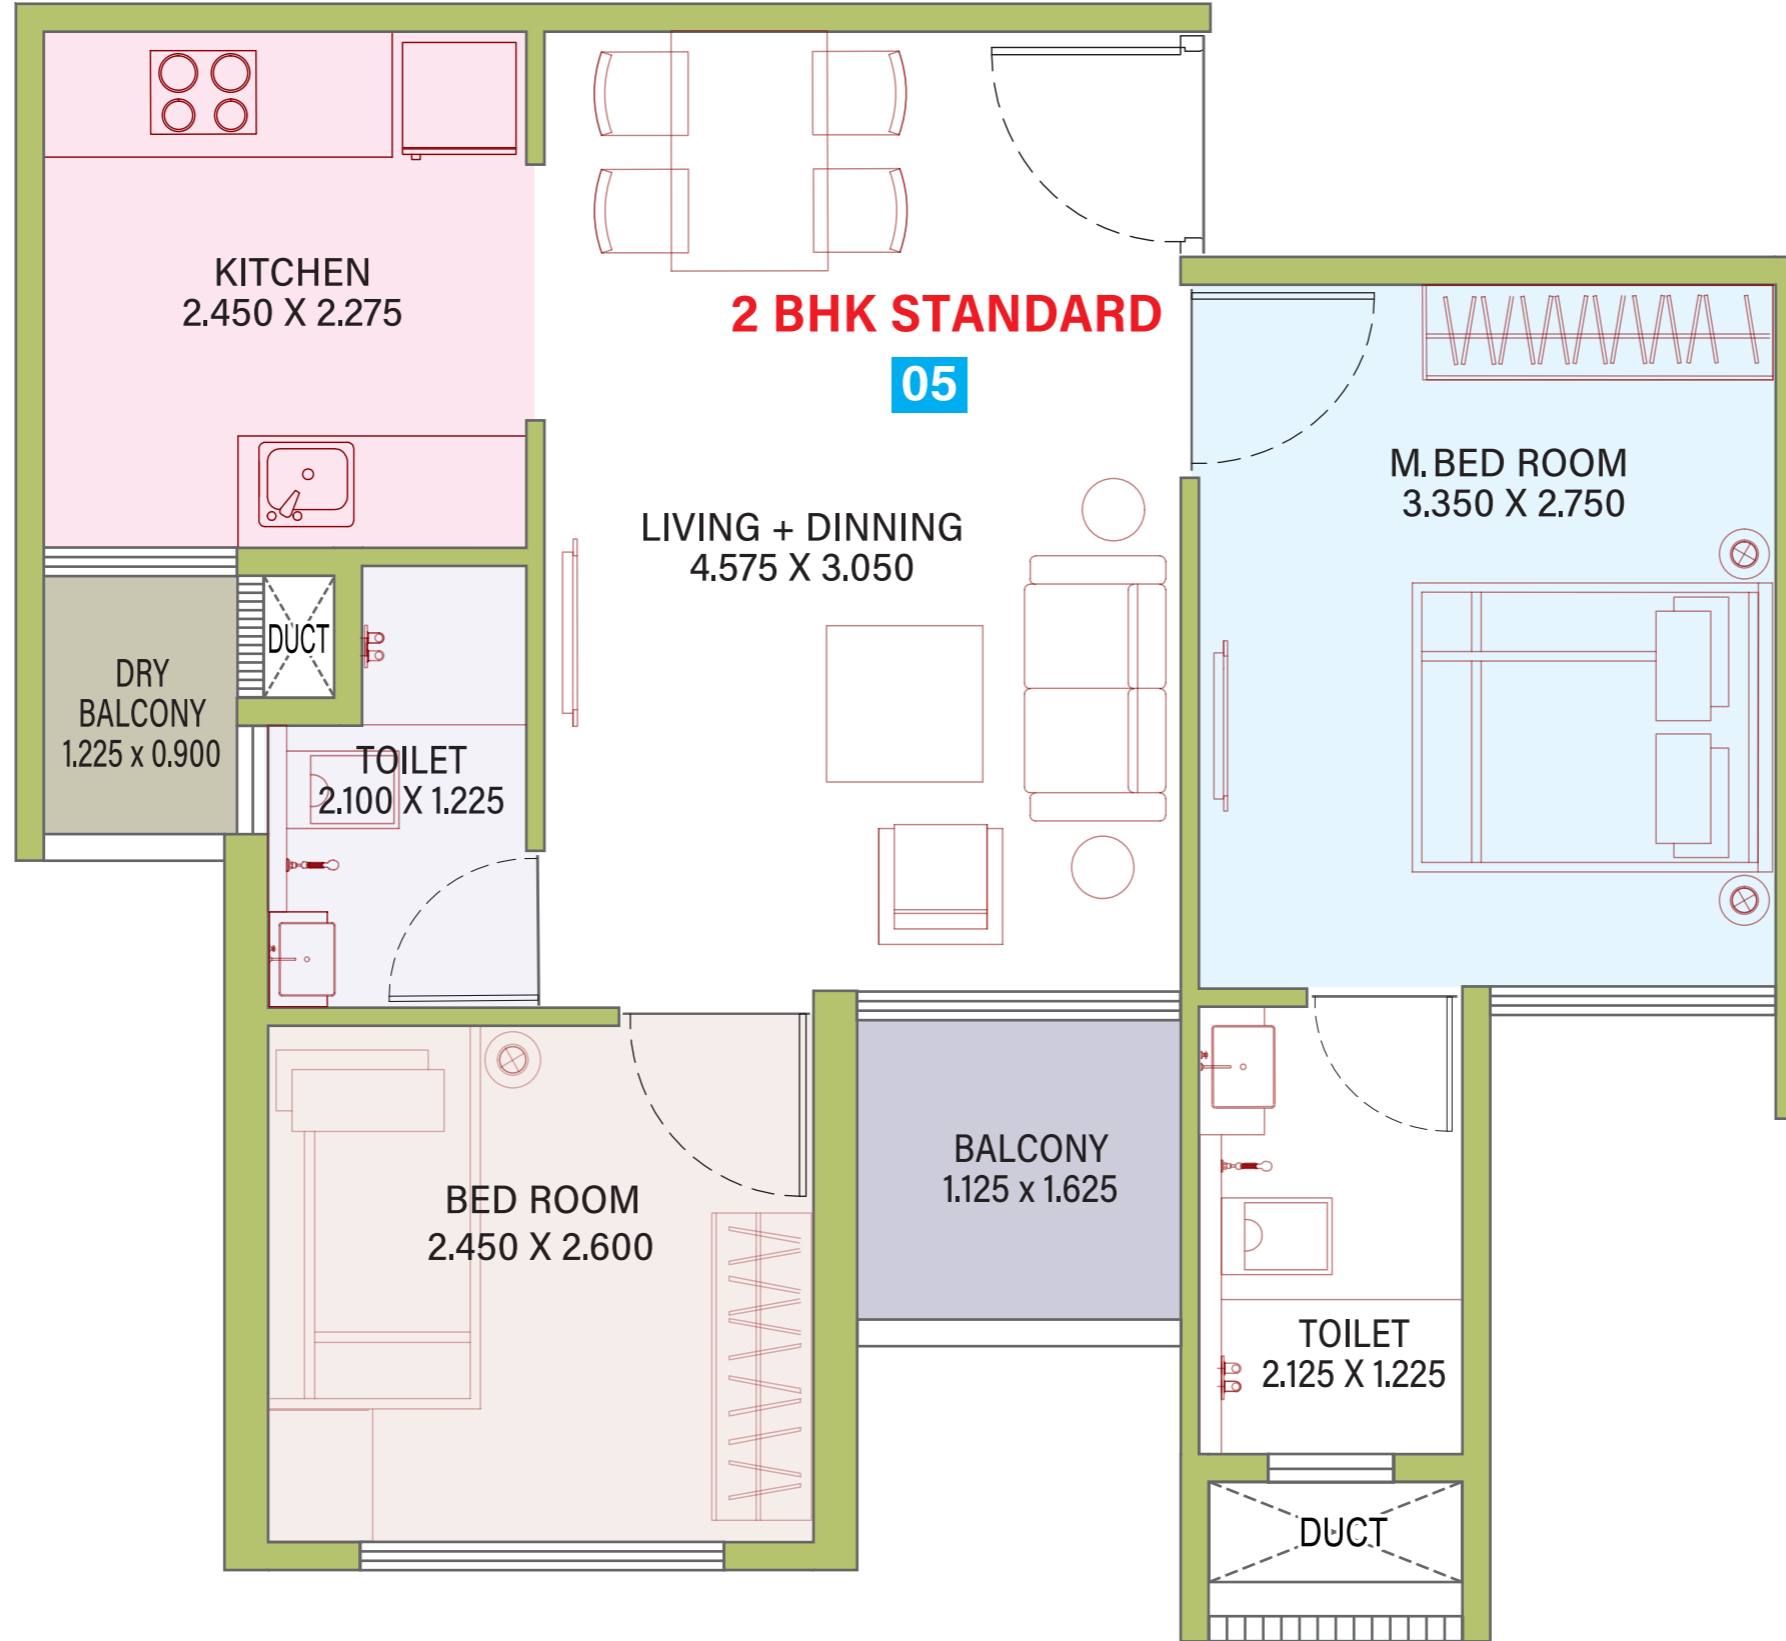 KITCHEN
2.450 X 2.275
2 BHK STANDARD
05
M. BED ROOM
3.350 X 2.750
LIVING + DINNING
4.575 X 3.050
DUCT
DRY
BALCONY
1.225 x 0.900
TOILET
2.100 X 1.225
BALCONY
1.125 x 1.625
BED ROOM
2.450 X 2.600
TOILET
2.125 X 1.225
DUCT